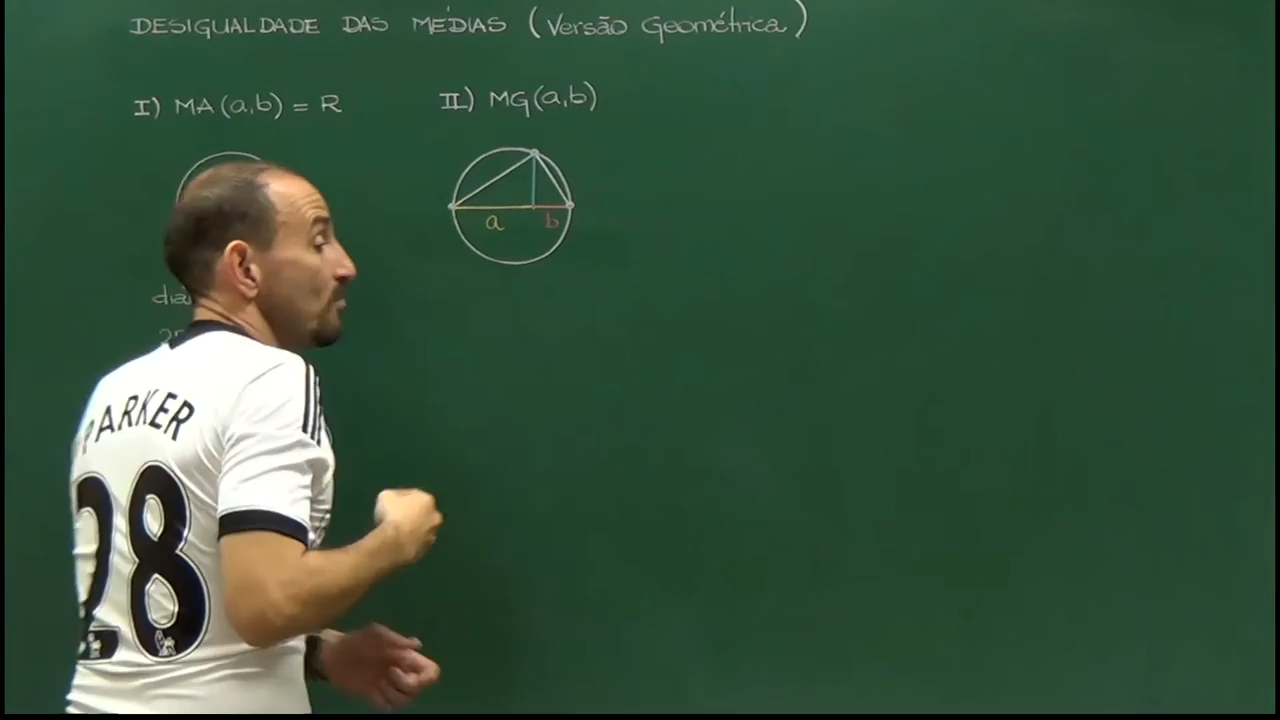 DESIGUALDADE DAS MÉDIAS (Versão Geométrica)
I) MA(a,b) = R
II) MG(a,b)
a b
PARKER
28